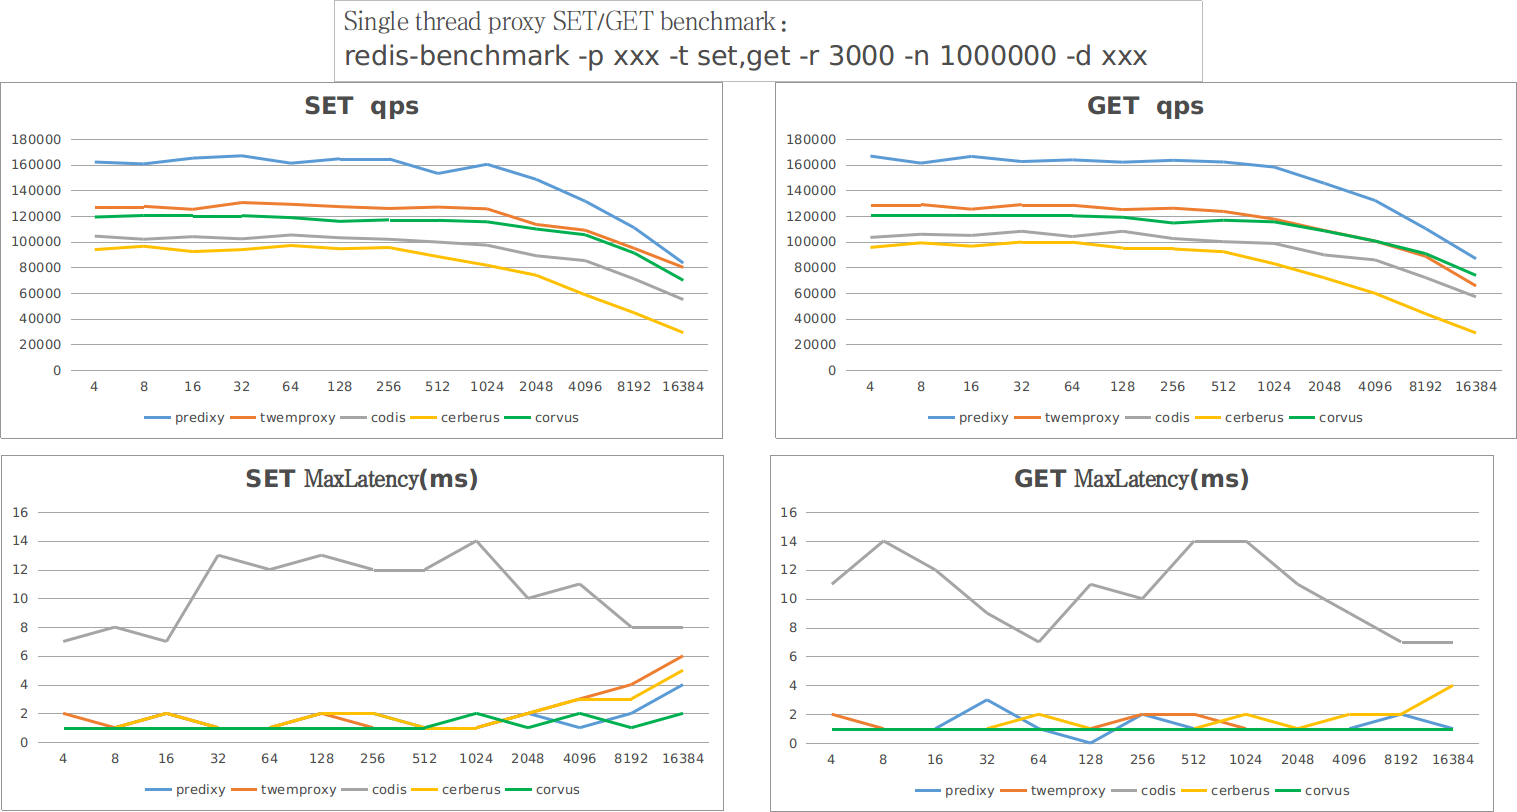 Single thread proxy SET/GET benchmark：
redis-benchmark -p xxx -t set,get -r 3000 -n 1000000 -d xxx
SET qps
180000
160000
140000
120000
100000
80000
60000
40000
20000
0
4 8 16 32 64 128 256 512 1024 2048 4096 8192 16384
predixy twemproxy codis cerberus corvus
GET qps
180000
160000
140000
120000
100000
80000
60000
40000
20000
0
4 8 16 32 64 128 256 512 1024 2048 4096 8192 16384
predixy twemproxy codis cerberus corvus
SET MaxLatency(ms)
16
14
12
10
8
6
4
2
0
4 8 16 32 64 128 256 512 1024 2048 4096 8192 16384
predixy twemproxy codis cerberus corvus
GET MaxLatency(ms)
16
14
12
10
8
6
4
2
0
4 8 16 32 64 128 256 512 1024 2048 4096 8192 16384
predixy twemproxy codis cerberus corvus